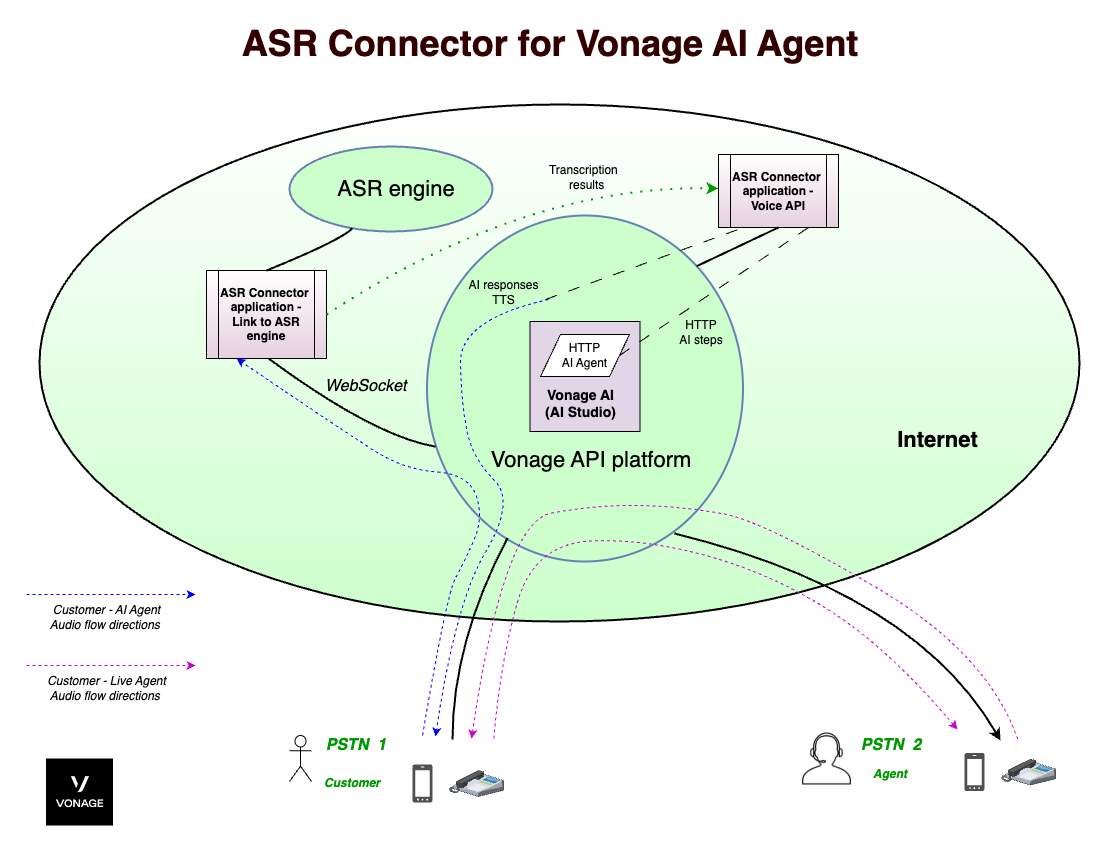 ASR Connector for Vonage AI Agent
ASR engine
Transcription
results
ASR Connector
application -
Voice API
ASR Connector
application -
Link to ASR
engine
AI responses
TTS
HTTP
AI steps
HTTP
AI Agent
Vonage AI
(AI Studio)
WebSocket
Vonage API platform
Internet
Customer - AI Agent
Audio flow directions
Customer - Live Agent
Audio flow directions
PSTN 1
Customer
PSTN 2
Agent
VONAGE